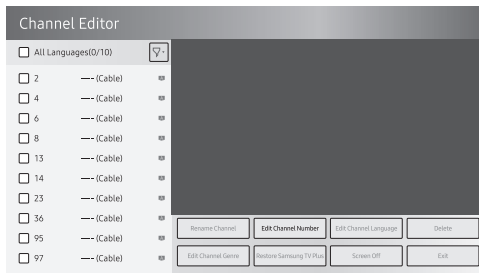 Channel Editor
All Languages(0/10)
2 —-- (Cable)
4 —-- (Cable)
6 —-- (Cable)
8 —-- (Cable)
13 —-- (Cable)
14 —-- (Cable)
23 —-- (Cable)
36 —-- (Cable)
95 —-- (Cable)
97 —-- (Cable)
Rename Channel Edit Channel Number Edit Channel Language Delete
Edit Channel Genre Restore Samsung TV Plus Screen Off Exit